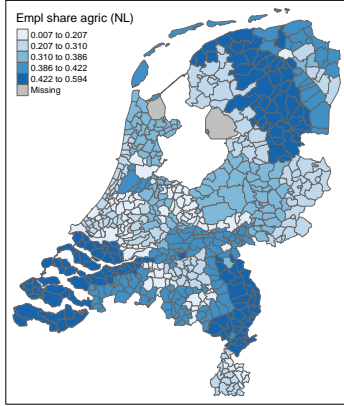 Empl share agric (NL)
0.007 to 0.207
0.207 to 0.310
0.310 to 0.386
0.386 to 0.422
0.422 to 0.594
Missing